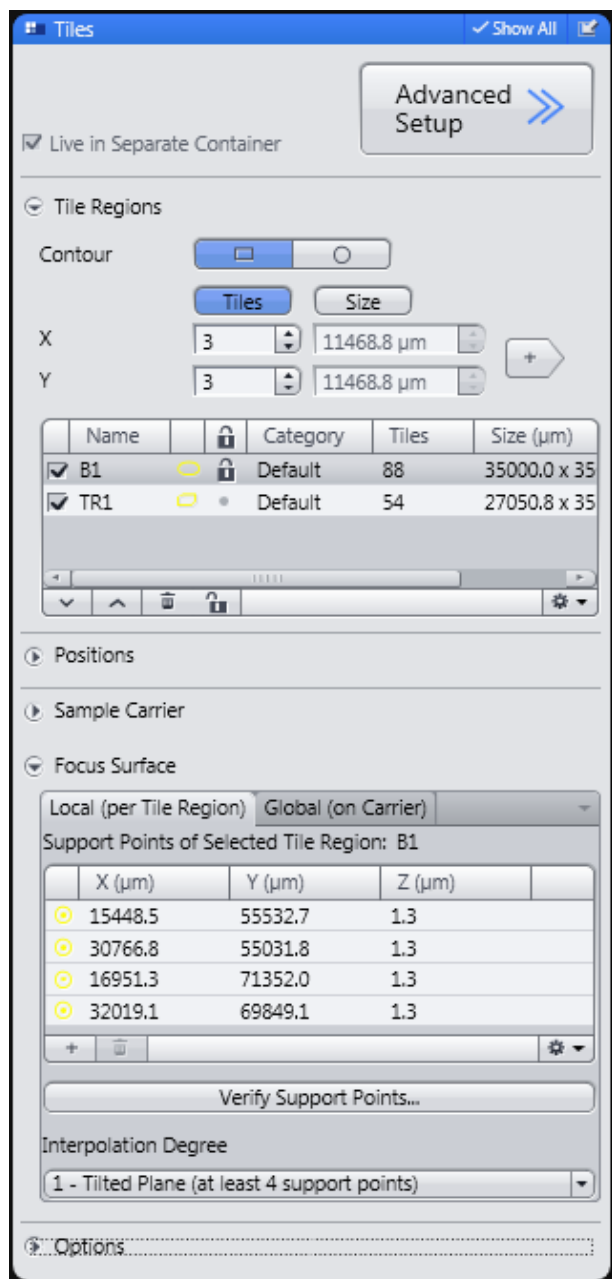 Tiles
Show All
Advanced
Setup
Live in Separate Container
Tile Regions
Contour
Tiles Size
X 3 11468.8 µm
+
Y 3 11468.8 µm
Name Category Tiles Size (µm)
B1 Default 88 35000.0 x 35
TR1 Default 54 27050.8 x 35
Positions
Sample Carrier
Focus Surface
Local (per Tile Region) Global (on Carrier)
Support Points of Selected Tile Region: B1
X (µm) Y (µm) Z (µm)
15448.5 55532.7 1.3
30766.8 55031.8 1.3
16951.3 71352.0 1.3
32019.1 69849.1 1.3
+
Verify Support Points...
Interpolation Degree
1 - Tilted Plane (at least 4 support points)
Options